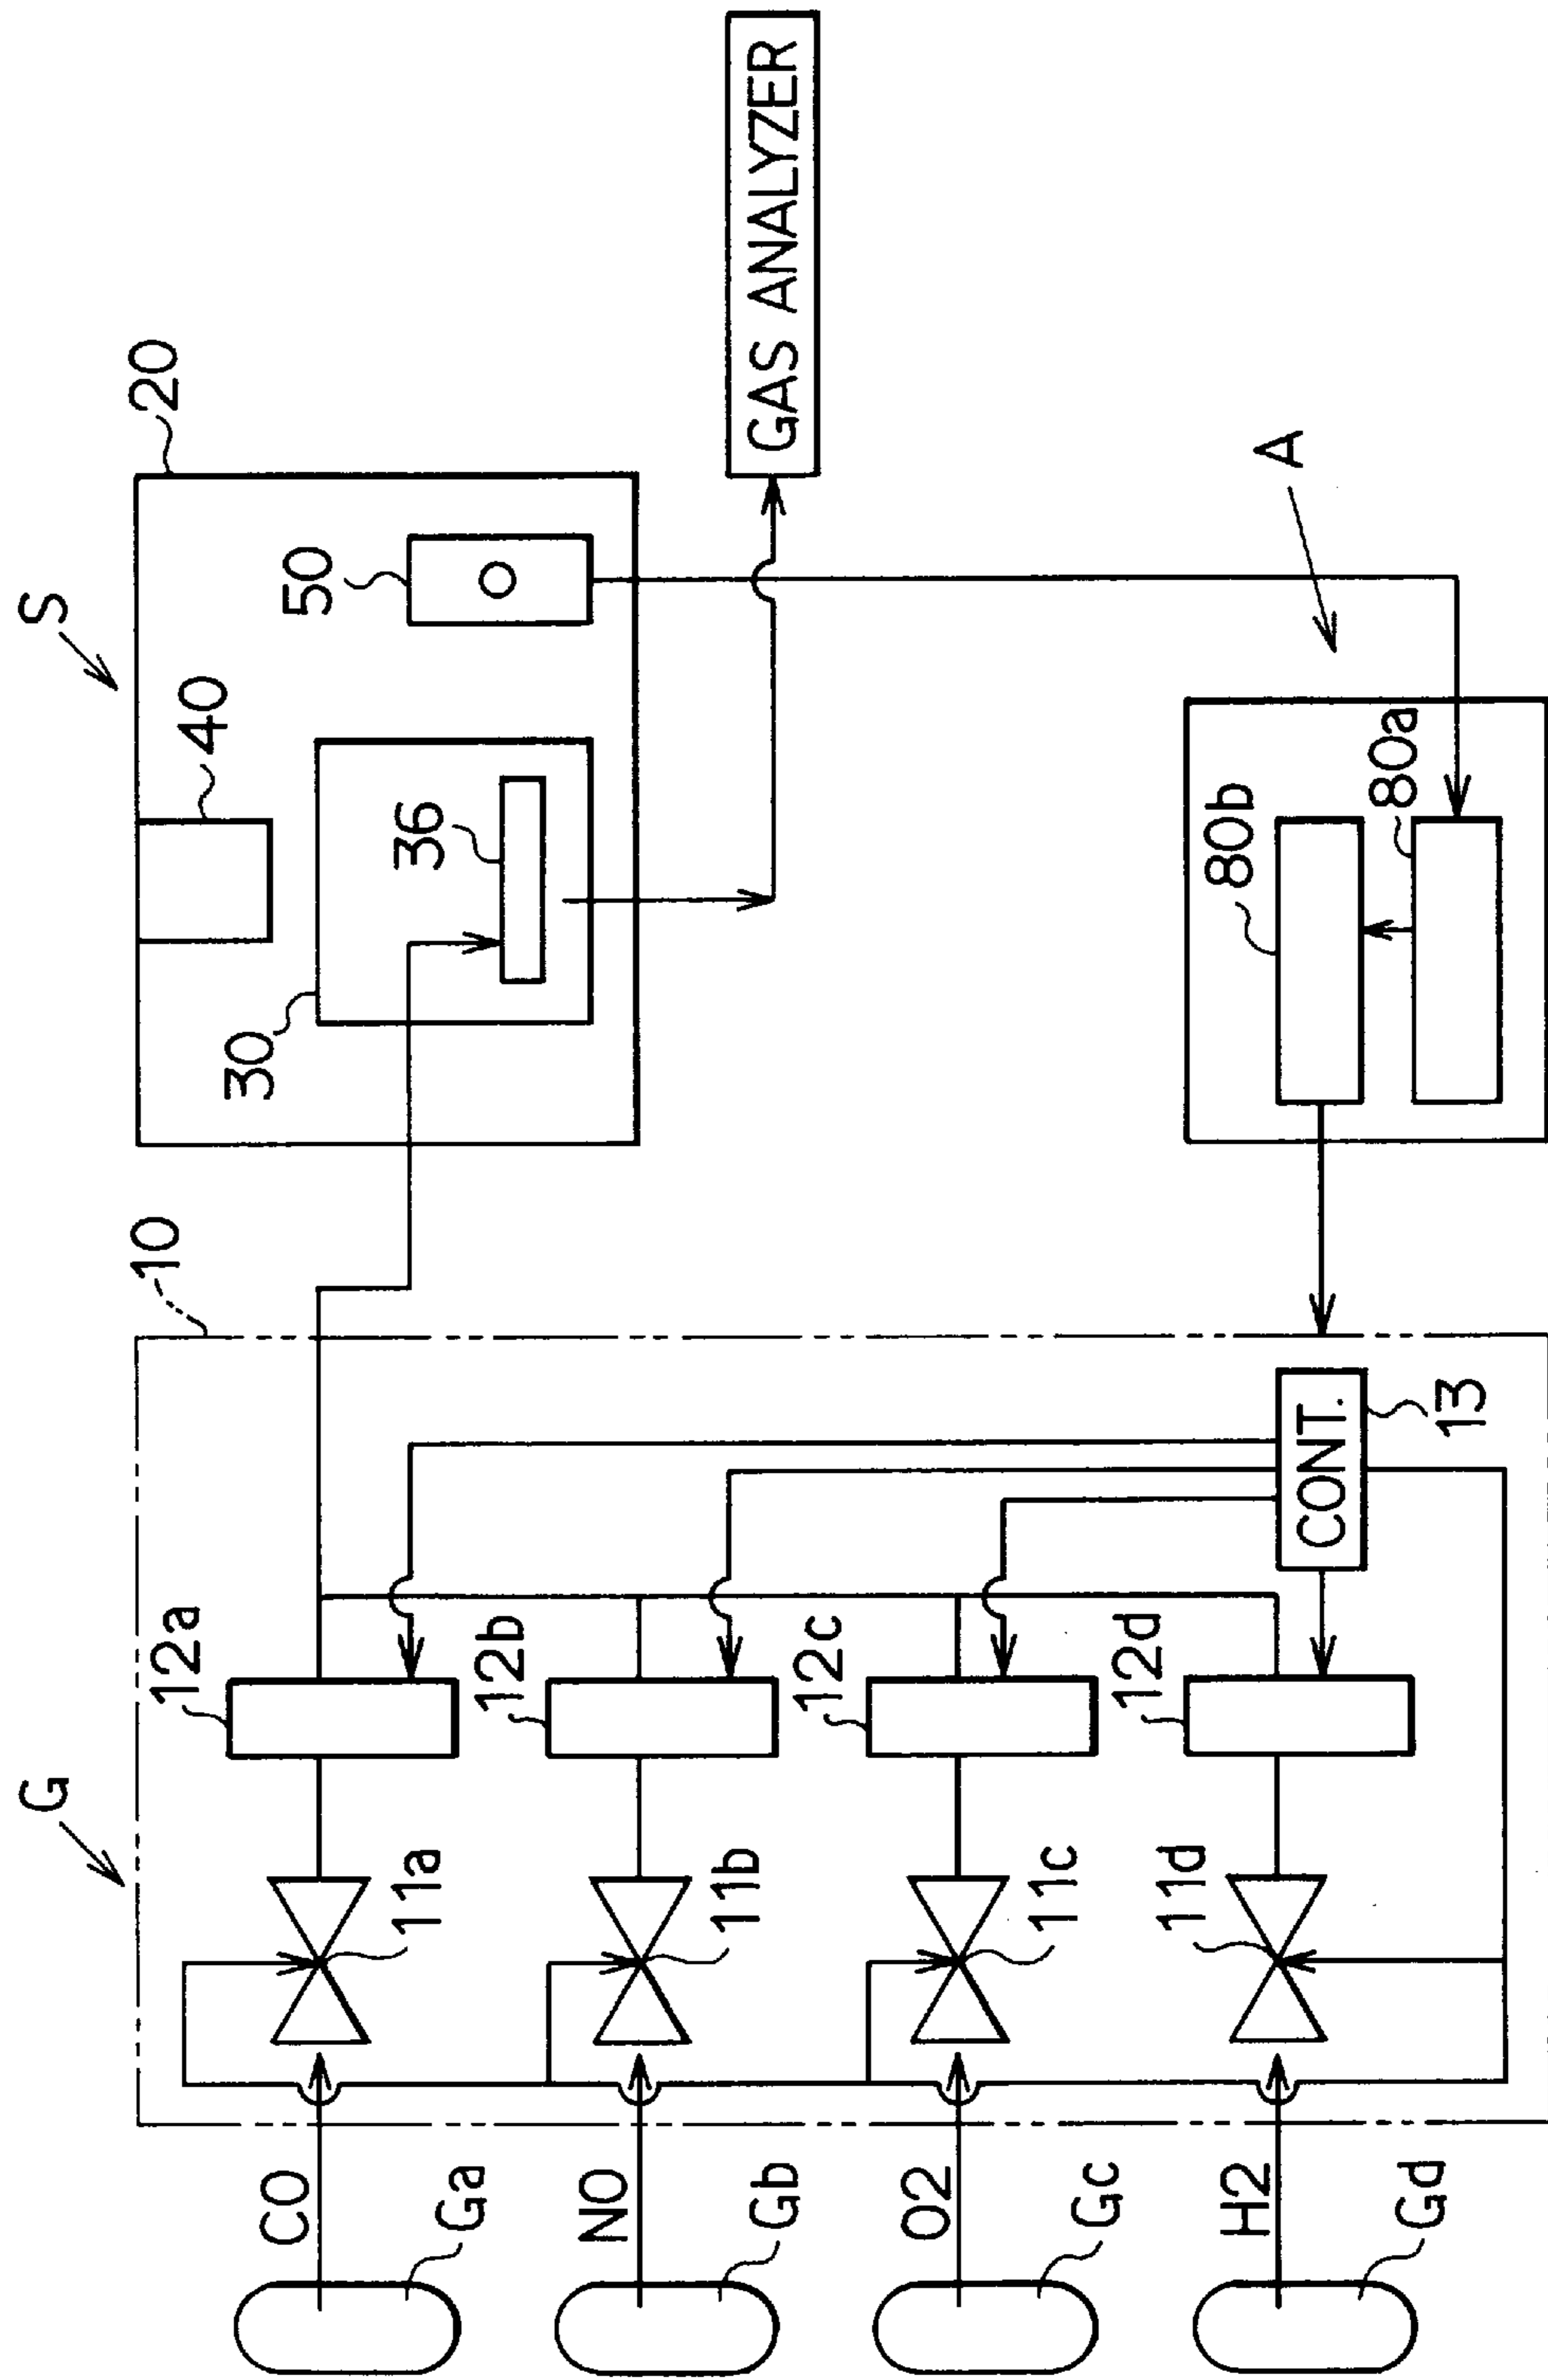 G
S
10
20
12a
40
CO
Ga
11a
30
36
50
GAS ANALYZER
12b
NO
Gb
11b
12c
O2
Gc
11c
12d
H2
Gd
11d
CONT.
13
80b
80a
A